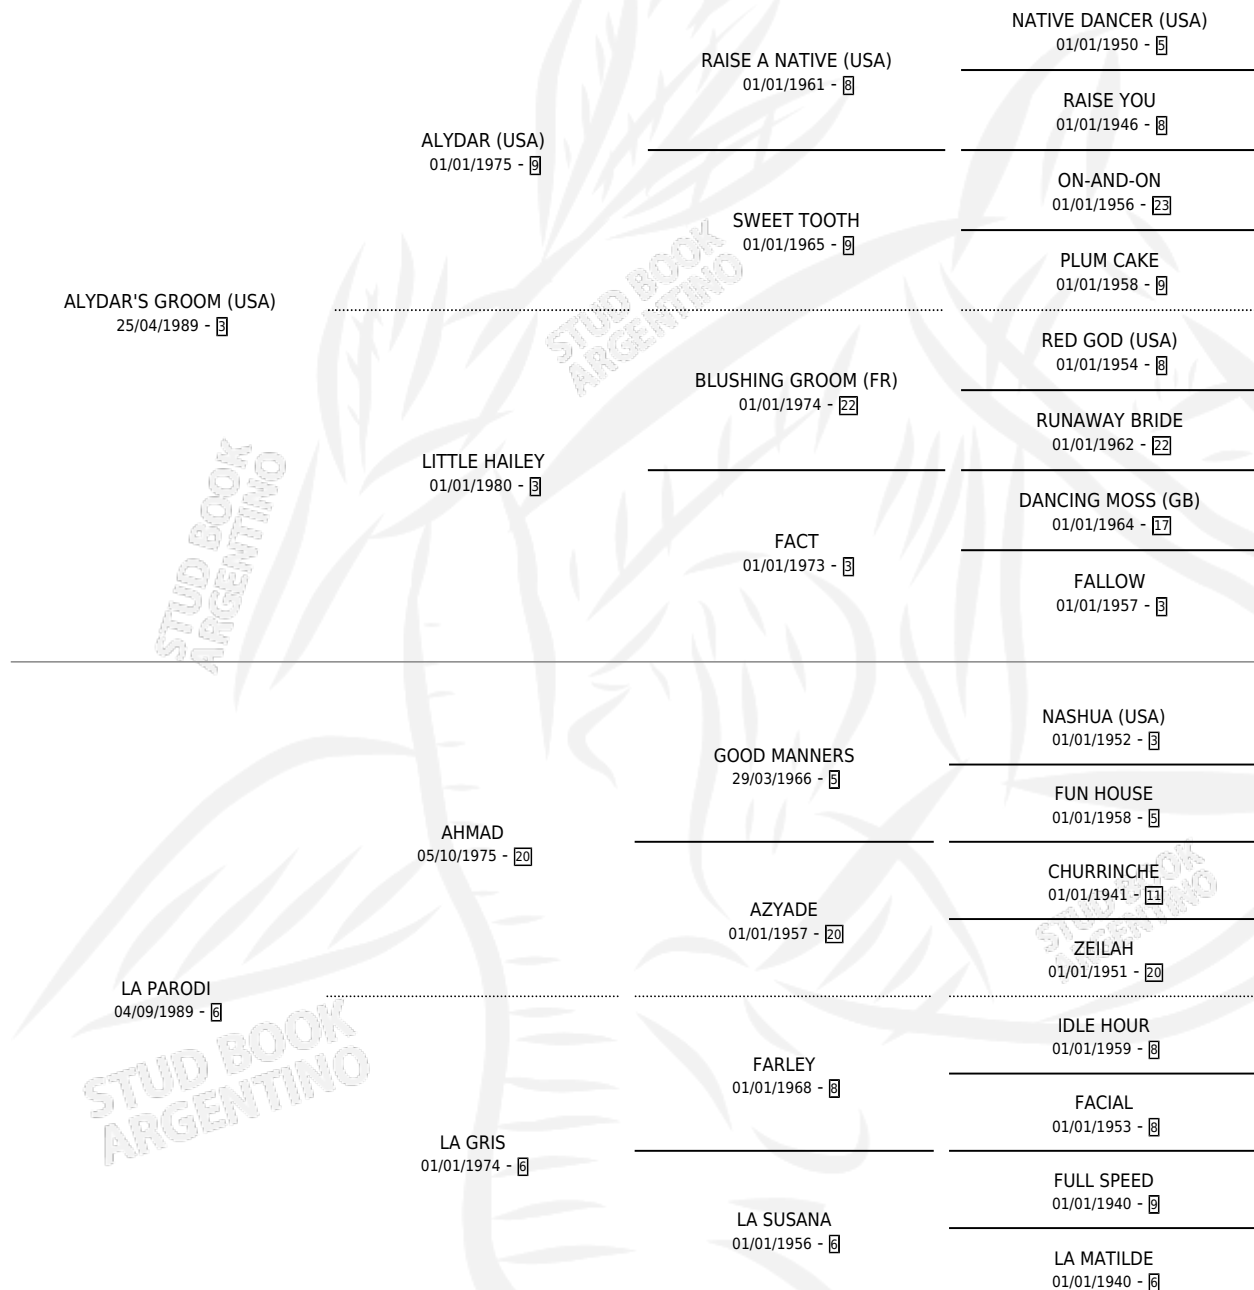 NATIVE DANCER (USA)
01/01/1950 - 5
RAISE A NATIVE (USA)
01/01/1961 - 8
RAISE YOU
01/01/1946 - 8
ALYDAR (USA)
01/01/1975 - 9
ON-AND-ON
01/01/1956 - 23
SWEET TOOTH
01/01/1965 - 9
PLUM CAKE
01/01/1958 - 9
ALYDAR'S GROOM (USA)
25/04/1989 - 3
RED GOD (USA)
01/01/1954 - 8
BLUSHING GROOM (FR)
01/01/1974 - 22
RUNAWAY BRIDE
01/01/1962 - 22
LITTLE HAILEY
01/01/1980 - 3
DANCING MOSS (GB)
01/01/1964 - 17
FACT
01/01/1973 - 3
FALLOW
01/01/1957 - 3
NASHUA (USA)
01/01/1952 - 3
GOOD MANNERS
29/03/1966 - 5
FUN HOUSE
01/01/1958 - 5
AHMAD
05/10/1975 - 20
CHURRINCHE
01/01/1941 - 11
AZYADE
01/01/1957 - 20
ZEILAH
01/01/1951 - 20
LA PARODI
04/09/1989 - 6
IDLE HOUR
01/01/1959 - 8
FARLEY
01/01/1968 - 8
FACIAL
01/01/1953 - 8
LA GRIS
01/01/1974 - 6
FULL SPEED
01/01/1940 - 9
LA SUSANA
01/01/1956 - 6
LA MATILDE
01/01/1940 - 6
STUD BOOK
ARGENTINO
STUD BOOK
ARGENTINO
STUD BOOK
ARGENTINO
STUD BOOK
ARGENTINO